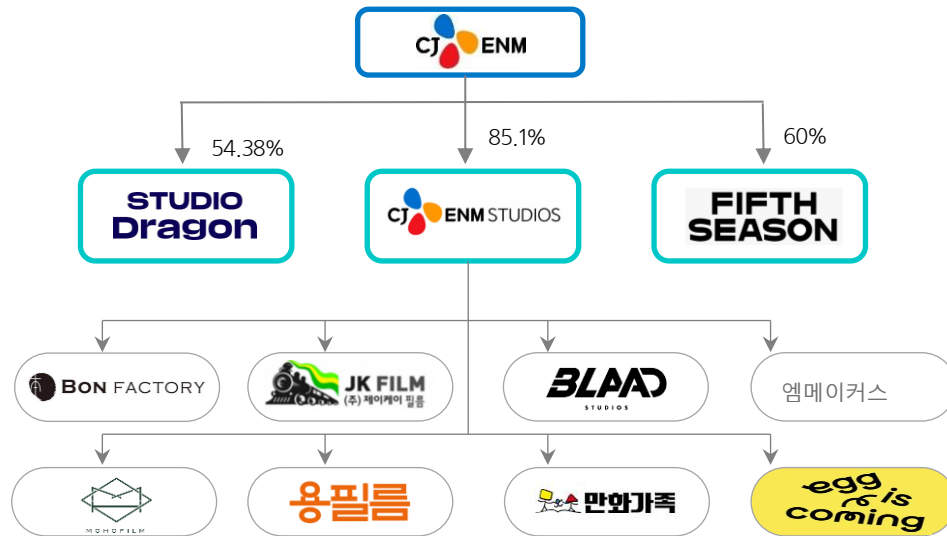 CJ ENM
54.38%
85.1%
60%
STUDIO
Dragon
CJ ENM STUDIOS
FIFTH
SEASON
BON FACTORY
JK FILM
(주) 제이케이 필름
BLAAD
STUDIOS
엠메이커스
MOHOFILM
용필름
만화가족
egg is
coming